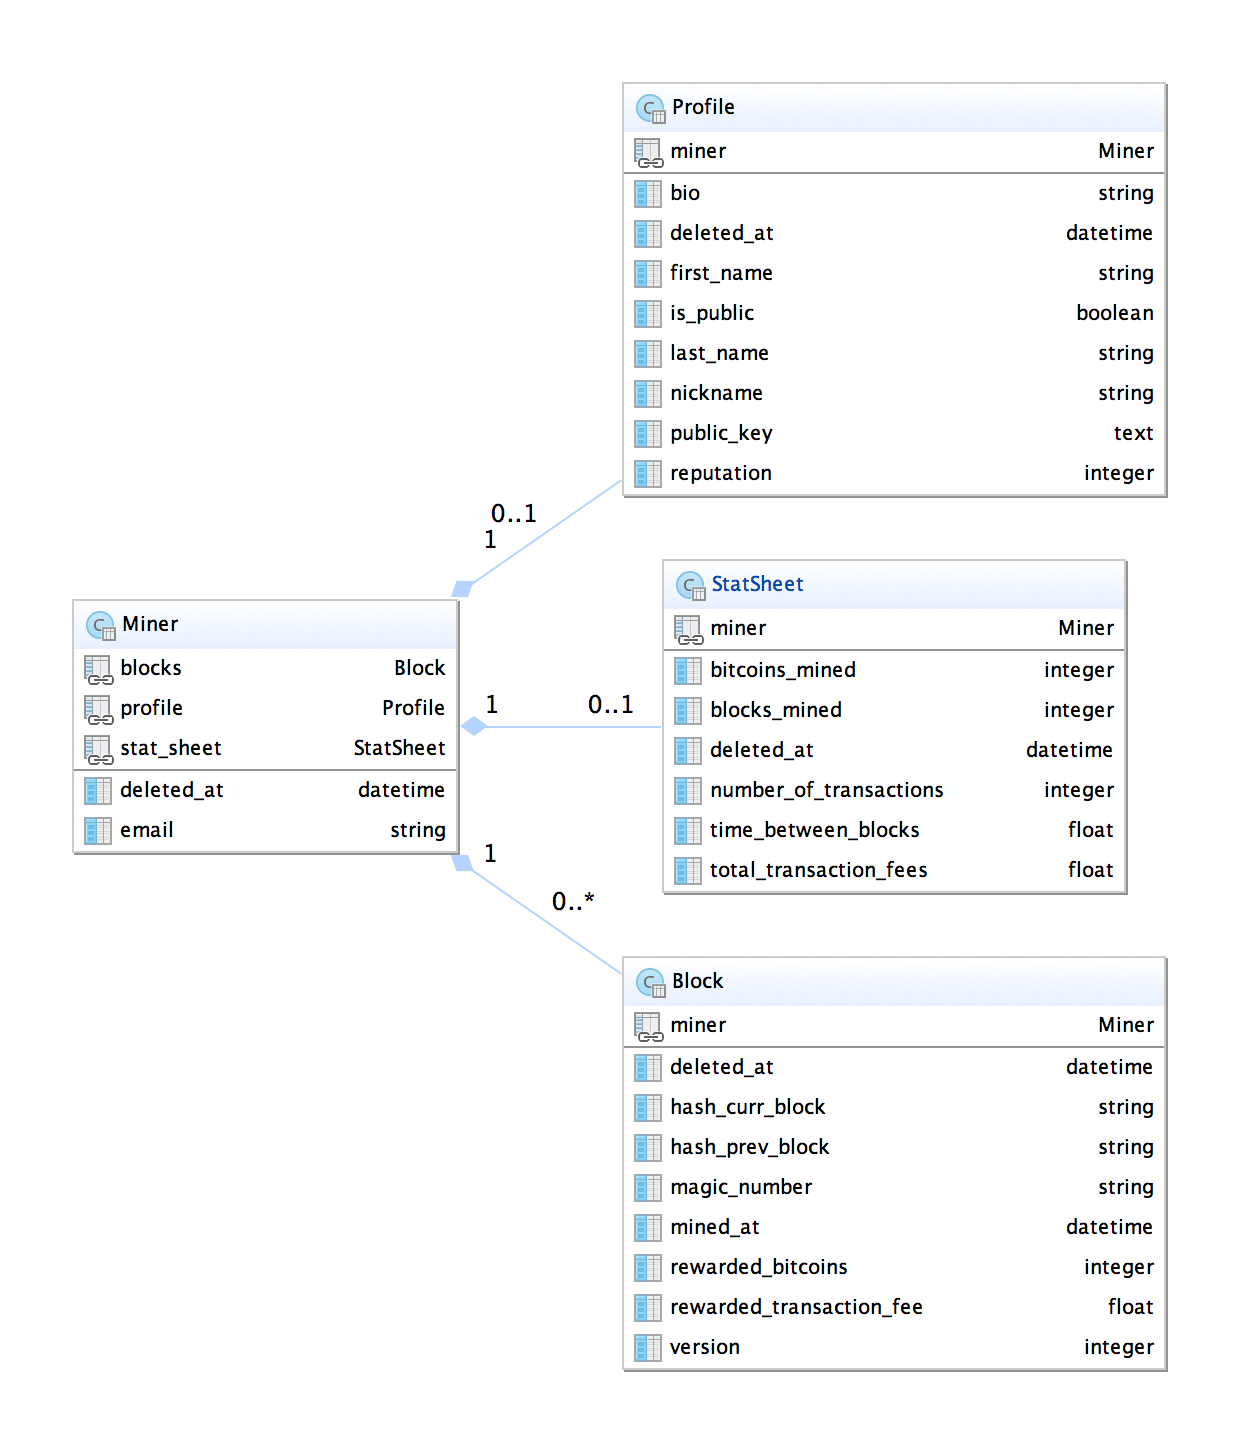 Profile
miner Miner
bio string
deleted_at datetime
first_name string
is_public boolean
last_name string
nickname string
public_key text
reputation integer
0..1
1
StatSheet
miner Miner
bitcoins_mined integer
blocks_mined integer
deleted_at datetime
number_of_transactions integer
time_between_blocks float
total_transaction_fees float
Miner
blocks Block
profile Profile
stat_sheet StatSheet
deleted_at datetime
email string
1 0..1
1
0..*
Block
miner Miner
deleted_at datetime
hash_curr_block string
hash_prev_block string
magic_number string
mined_at datetime
rewarded_bitcoins integer
rewarded_transaction_fee float
version integer